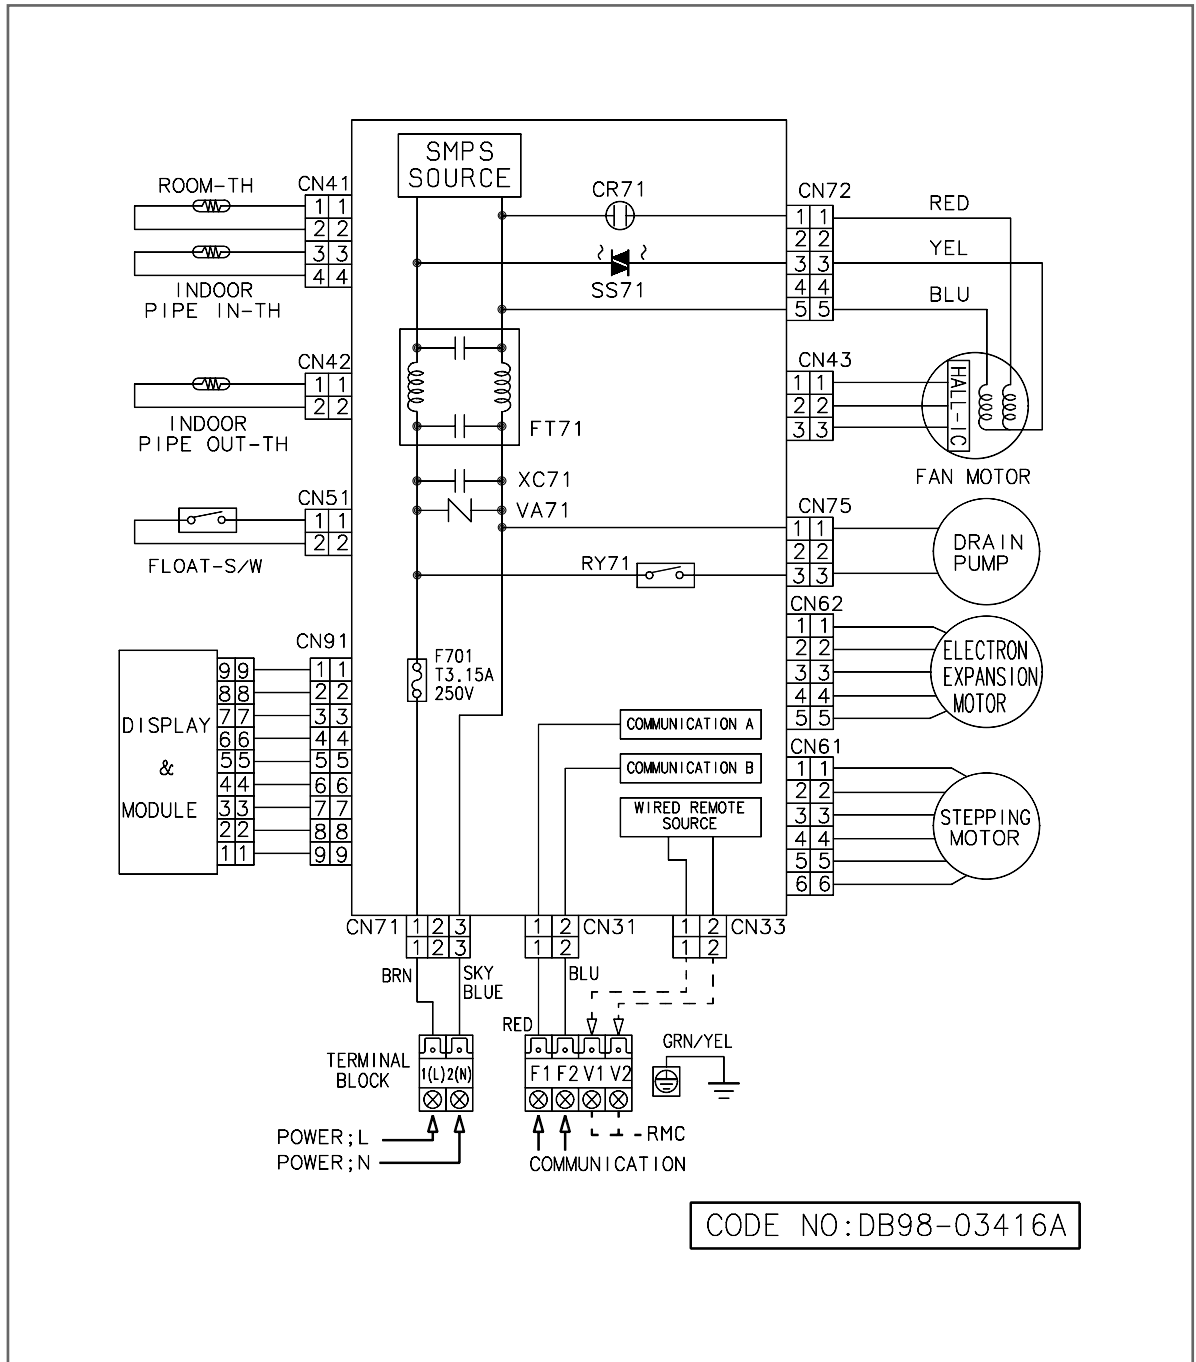 SMPS
SOURCE
ROOM-TH
CN41
1 1
2 2
3 3
4 4
INDOOR
PIPE IN-TH
CN42
1 1
2 2
INDOOR
PIPE OUT-TH
CN51
1 1
2 2
FLOAT-S/W
CN91
DISPLAY
&
MODULE
9 9
8 8
7 7
6 6
5 5
4 4
3 3
2 2
1 1
1 1
2 2
3 3
4 4
5 5
6 6
7 7
8 8
9 9
CR71
SS71
FT71
XC71
VA71
RY71
F701
T3.15A
250V
COMMUNICATION A
COMMUNICATION B
WIRED REMOTE
SOURCE
CN72
1 1
2 2
3 3
4 4
5 5
RED
YEL
BLU
CN43
1 1
2 2
3 3
HALL-IC
FAN MOTOR
CN75
1 1
2 2
3 3
DRAIN
PUMP
CN62
1 1
2 2
3 3
4 4
5 5
ELECTRON
EXPANSION
MOTOR
CN61
1 1
2 2
3 3
4 4
5 5
6 6
STEPPING
MOTOR
CN71
1 2 3
1 2 3
1 2
1 2
CN31
1 2
1 2
CN33
BRN
SKY
BLUE
BLU
RED
GRN/YEL
TERMINAL
BLOCK
1(L) 2(N)
F1 F2 V1 V2
POWER;L
POWER;N
RMC
COMMUNICATION
CODE NO:DB98-03416A